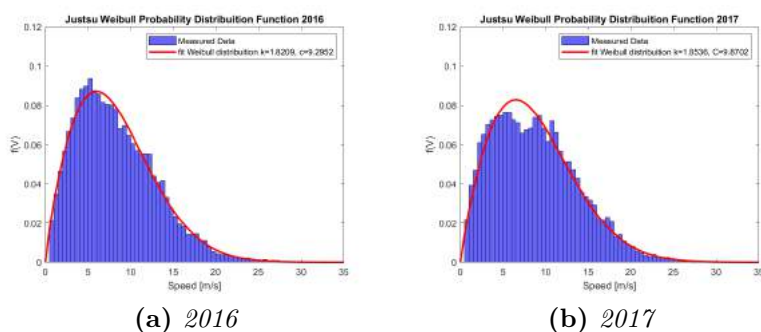 Justsu Weibull Probability Distribuition Function 2016
Measured Data
fit Weibull distribuition k=1.8209, c=9.2952
0.12
0.1
0.08
0.06
0.04
0.02
0
f(V)
0 5 10 15 20 25 30 35
Speed [m/s]
(a) 2016
Justsu Weibull Probability Distribuition Function 2017
Measured Data
fit Weibull distribuition k=1.8536, C=9.8702
0.12
0.1
0.08
0.06
0.04
0.02
0
f(V)
0 5 10 15 20 25 30 35
Speed [m/s]
(b) 2017